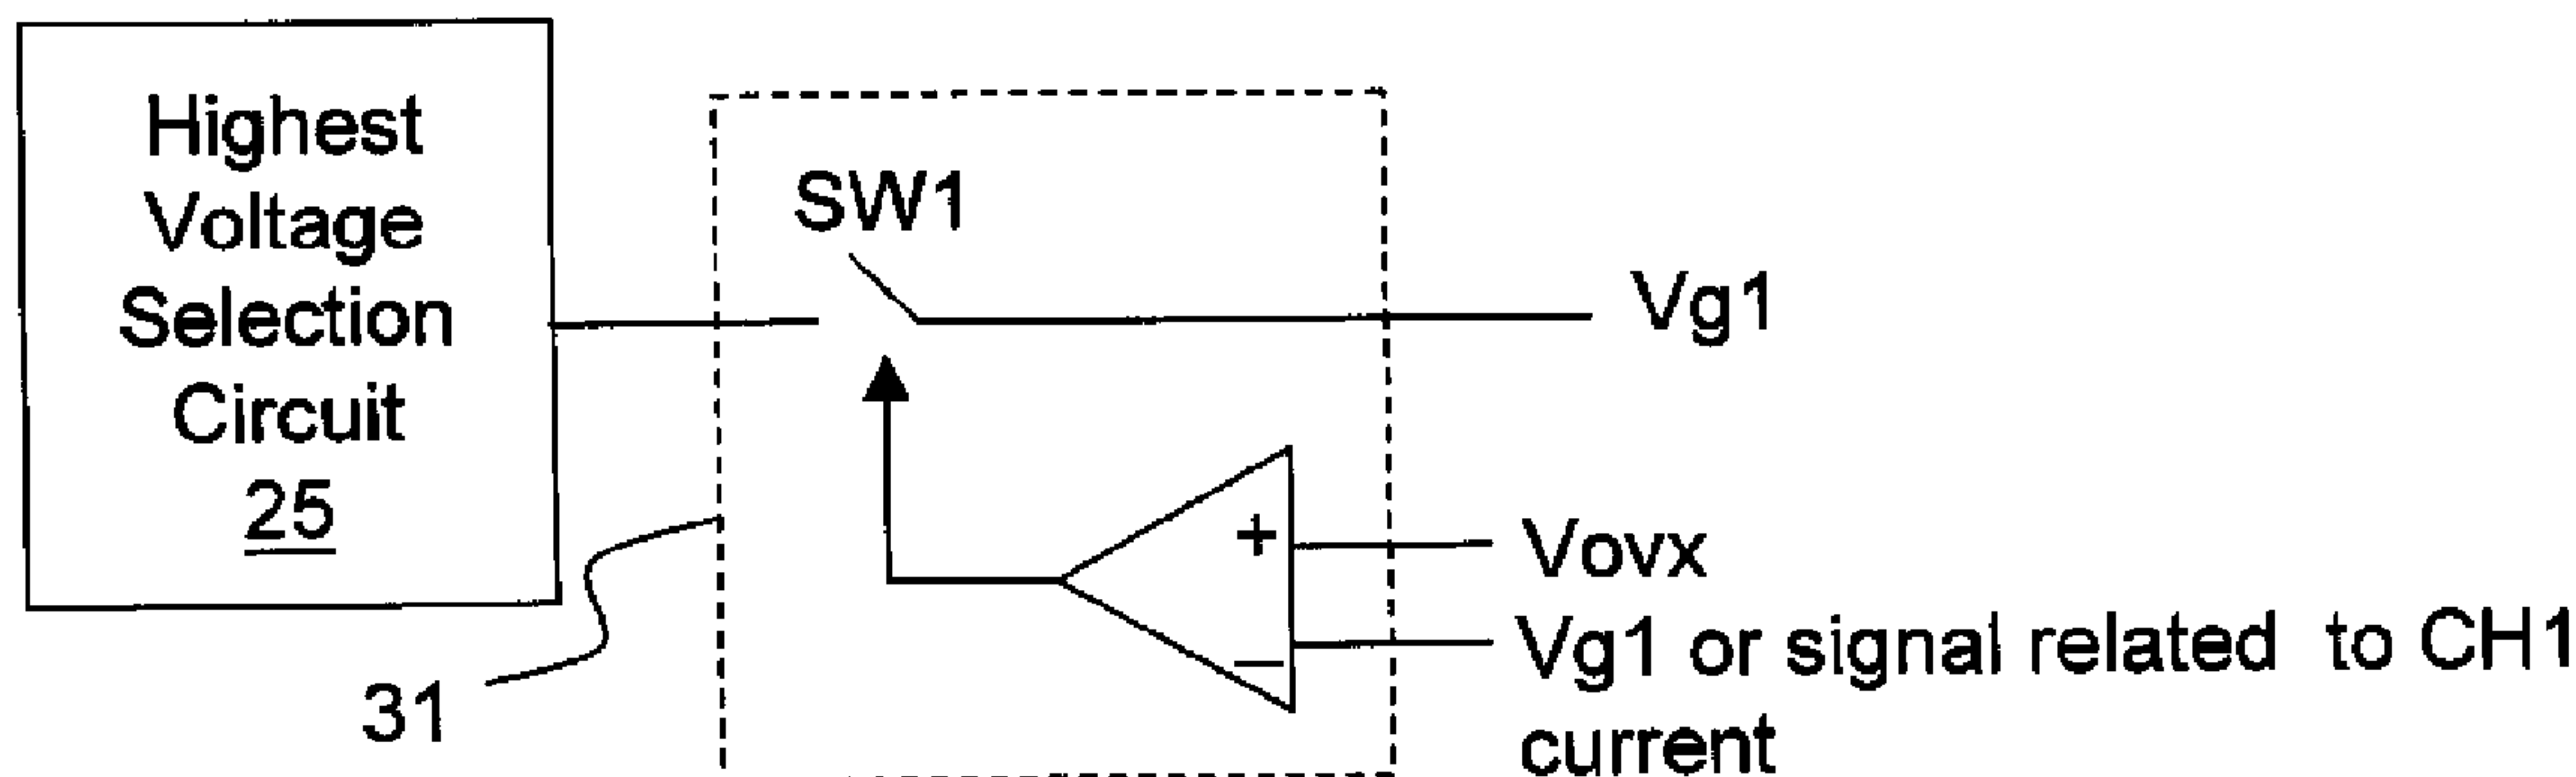 Highest
Voltage
Selection
Circuit
25
SW1
Vg1
+
Vovx
−
Vg1 or signal related to CH1
current
31